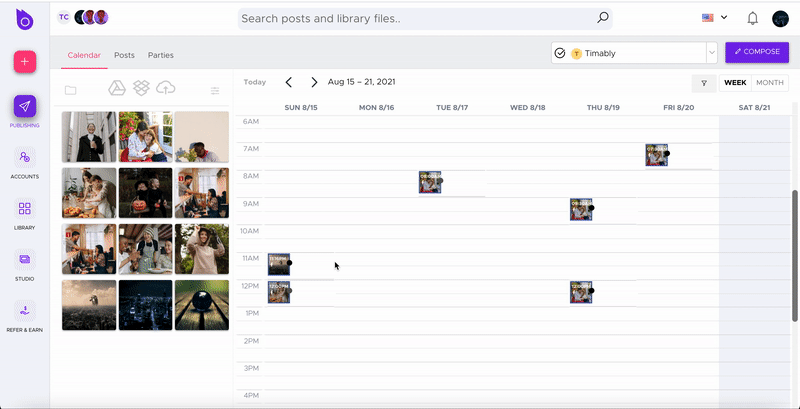 TC
Search posts and library files..
Calendar Posts Parties
T Timably
COMPOSE
PUBLISHING
ACCOUNTS
LIBRARY
STUDIO
REFER & EARN
Today Aug 15 – 21, 2021 WEEK MONTH
SUN 8/15 MON 8/16 TUE 8/17 WED 8/18 THU 8/19 FRI 8/20 SAT 8/21
6AM
7AM
8AM
9AM
10AM
11AM
12PM
12:00PM 12:00PM
1PM
2PM
3PM
4PM